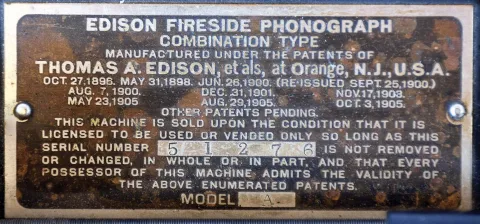 EDISON FIRESIDE PHONOGRAPH
COMBINATION TYPE
MANUFACTURED UNDER THE PATENTS OF
THOMAS A. EDISON, et als, at Orange, N.J., U.S.A.
OCT. 27, 1896. MAY 31, 1898. JUN. 26, 1900. (RE-ISSUED SEPT. 25, 1900.)
AUG. 7, 1900. DEC. 31, 1901. NOV. 17, 1903.
MAY 23, 1905 AUG. 29, 1905. OCT. 3, 1905.
OTHER PATENTS PENDING.
THIS MACHINE IS SOLD UPON THE CONDITION THAT IT IS
LICENSED TO BE USED OR VENDED ONLY SO LONG AS THIS
SERIAL NUMBER 51276 IS NOT REMOVED
OR CHANGED, IN WHOLE OR IN PART, AND THAT EVERY
POSSESSOR OF THIS MACHINE ADMITS THE VALIDITY OF
THE ABOVE ENUMERATED PATENTS.
MODEL A.